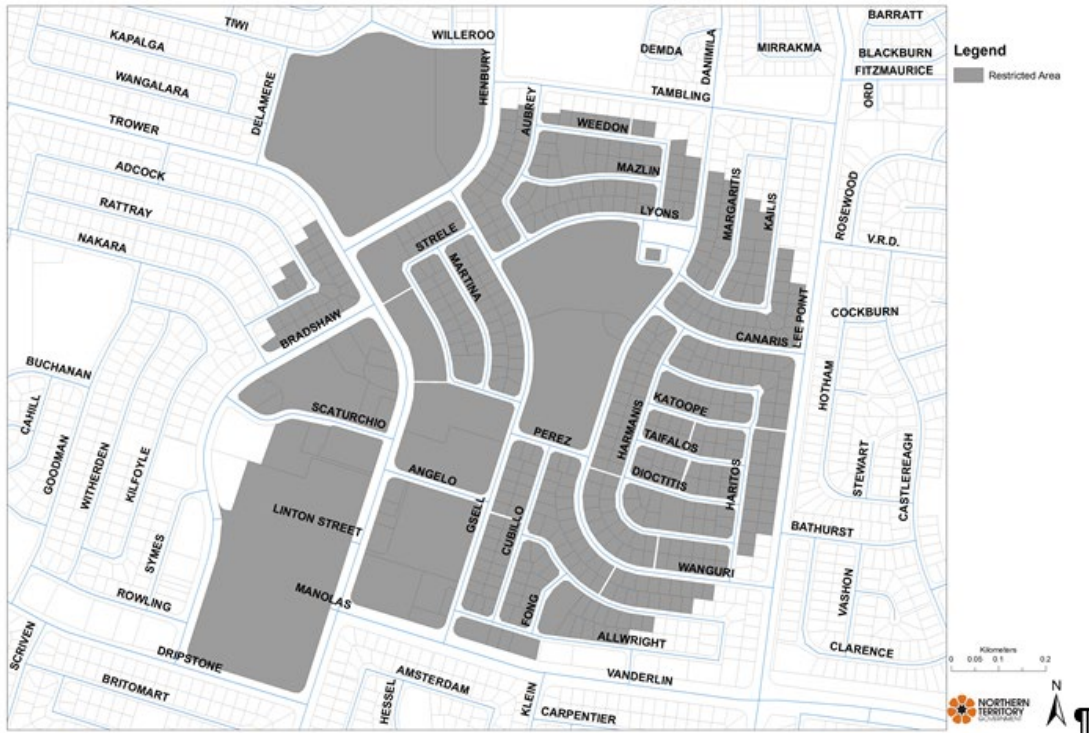 TIWI
WILLEROO
BARRATT
KAPALGA
DEMDA
DANIMILA
MIRRAKMA
BLACKBURN
FITZMAURICE
WANGALARA
DELAMERE
HENBURY
AUBREY
TAMBLING
ORD
TROWER
WEEDON
ADCOCK
MAZLIN
RATTRAY
LYONS
MARGARITIS
KAILIS
ROSEWOOD
NAKARA
STRELE
V.R.D.
MARTINA
BRADSHAW
LEE POINT
COCKBURN
CANARIS
BUCHANAN
HOTHAM
CAHILL
SCATURCHIO
KATOOPE
GOODMAN
WITHERDEN
KILFOYLE
PEREZ
HARMANIS
TAIFALOS
STEWART
CASTLEREAGH
ANGELO
DIOCTITIS
HARITOS
GSELL
CUBILLO
LINTON STREET
BATHURST
SYMES
WANGURI
VASHON
ROWLING
MANOLAS
FONG
ALLWRIGHT
SCRIVEN
DRIPSTONE
CLARENCE
BRITOMART
AMSTERDAM
VANDERLIN
HESSEL
KLEIN
CARPENTIER
Legend
Restricted Area
Kilometers
0 0.05 0.1 0.2
N
NORTHERN
TERRITORY
GOVERNMENT
¶